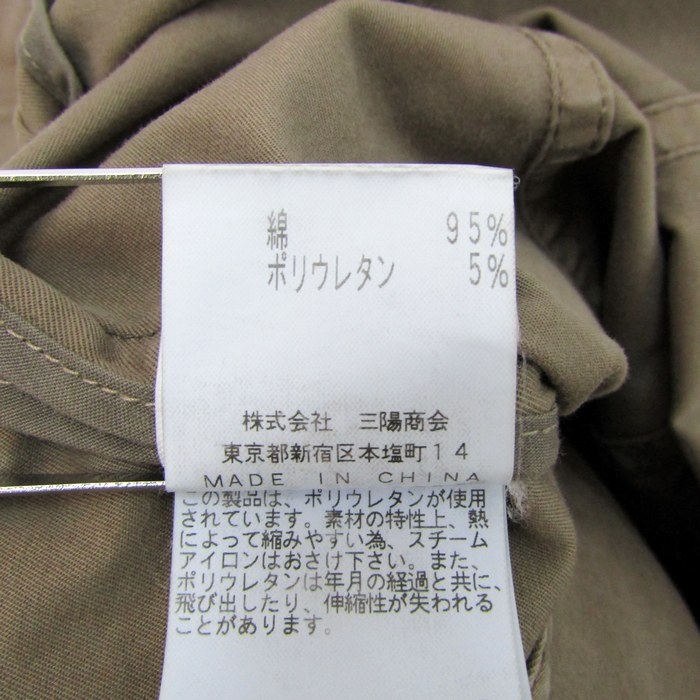 綿 95%
ポリウレタン 5%
株式会社 三陽商会
東京都新宿区本塩町14
MADE IN CHINA
この製品は、ポリウレタンが使用
されています。素材の特性上、熱
によって縮みやすい為、スチーム
アイロンはおさけ下さい。また、
ポリウレタンは年月の経過と共に、
飛び出したり、伸縮性が失われる
ことがあります。